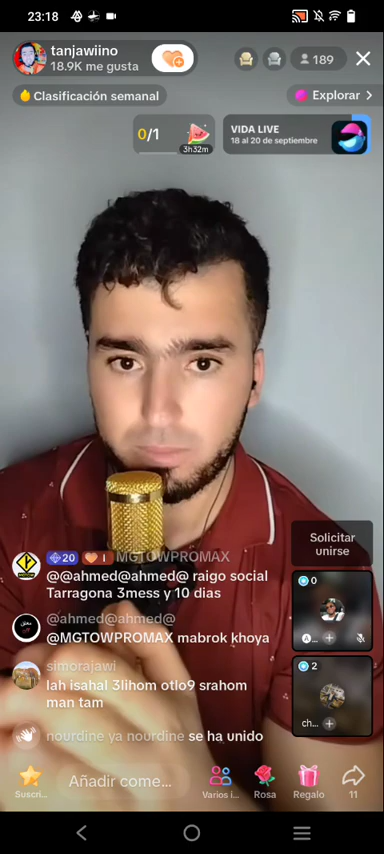 23:18
tanjawiino
18.9K me gusta
189
Clasificación semanal
Explorar
0/1
3h32m
VIDA LIVE
18 al 20 de septiembre
Solicitar unirse
20 I MGTOWPROMAX
@@ahmed@ahmed@ raigo social
Tarragona 3mess y 10 dias
@ahmed@ahmed@
@MGTOWPROMAX mabrok khoya
simorajawi
lah isahal 3lihom otlo9 srahom
man tam
nourdine ya nourdine se ha unido
0
A...
2
ch...
Suscri...
Añadir come...
Varios i...
Rosa
Regalo
11